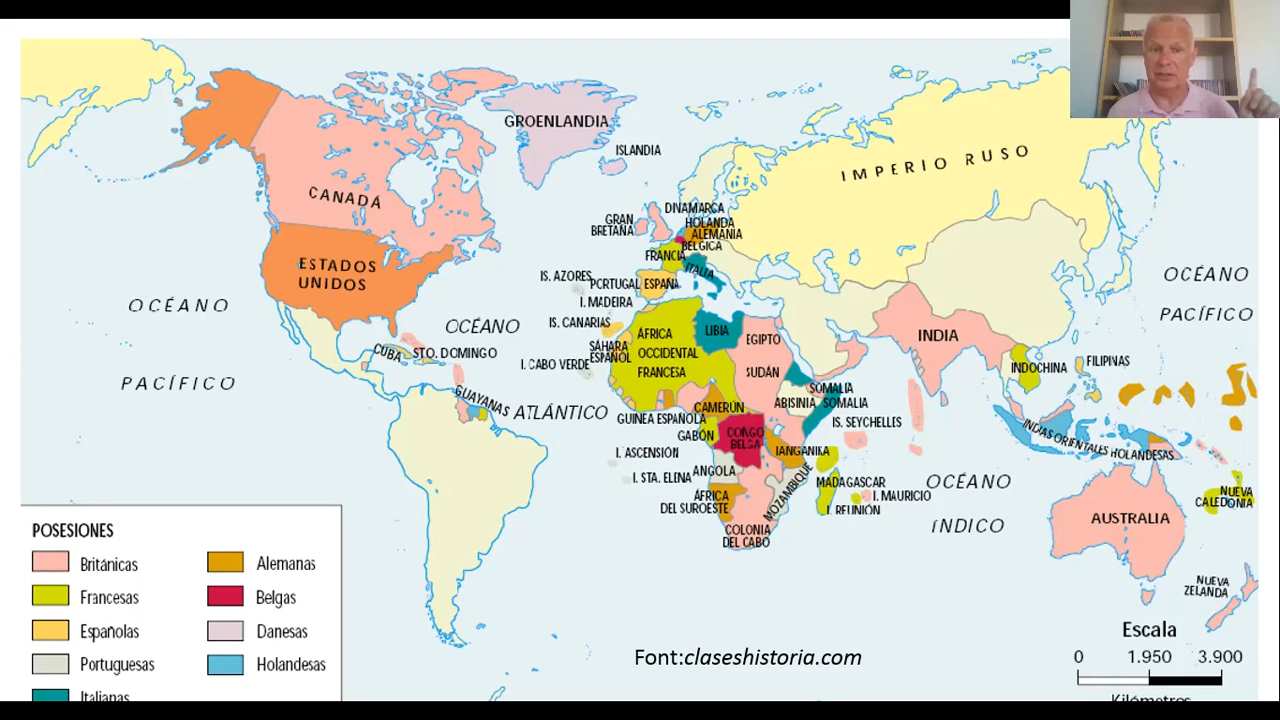 GROENLANDIA
ISLANDIA
IMPERIO RUSO
CANADÁ
DINAMARCA
GRAN
BRETAÑA
HOLANDA
ALEMANIA
BÉLGICA
FRANCIA
ITALIA
ESTADOS
UNIDOS
IS. AZORES
PORTUGAL
ESPAÑA
I. MADEIRA
OCÉANO
PACÍFICO
OCÉANO
PACÍFICO
OCÉANO
ATLÁNTICO
IS. CANARIAS
SÁHARA
ESPAÑOL
ÁFRICA
OCCIDENTAL
FRANCESA
LIBIA
EGIPTO
INDIA
CUBA
STO. DOMINGO
I. CABO VERDE
SUDÁN
INDOCHINA
FILIPINAS
GUAYANAS
SOMALIA
ABISINIA
SOMALIA
CAMERÚN
GUINEA ESPAÑOLA
IS. SEYCHELLES
GABÓN
CONGO
BELGA
INDIAS ORIENTALES HOLANDESAS
I. ASCENSIÓN
TANGANIKA
ANGOLA
I. STA. ELENA
MOZAMBIQUE
MADAGASCAR
I. MAURICIO
I. REUNIÓN
OCÉANO
ÍNDICO
ÁFRICA
DEL SUROESTE
COLONIA
DEL CABO
NUEVA
CALEDONIA
AUSTRALIA
NUEVA
ZELANDA
POSESIONES
Británicas
Francesas
Españolas
Portuguesas
Italianas
Alemanas
Belgas
Danesas
Holandesas
Font:claseshistoria.com
Escala
0 1.950 3.900
Kilómetros